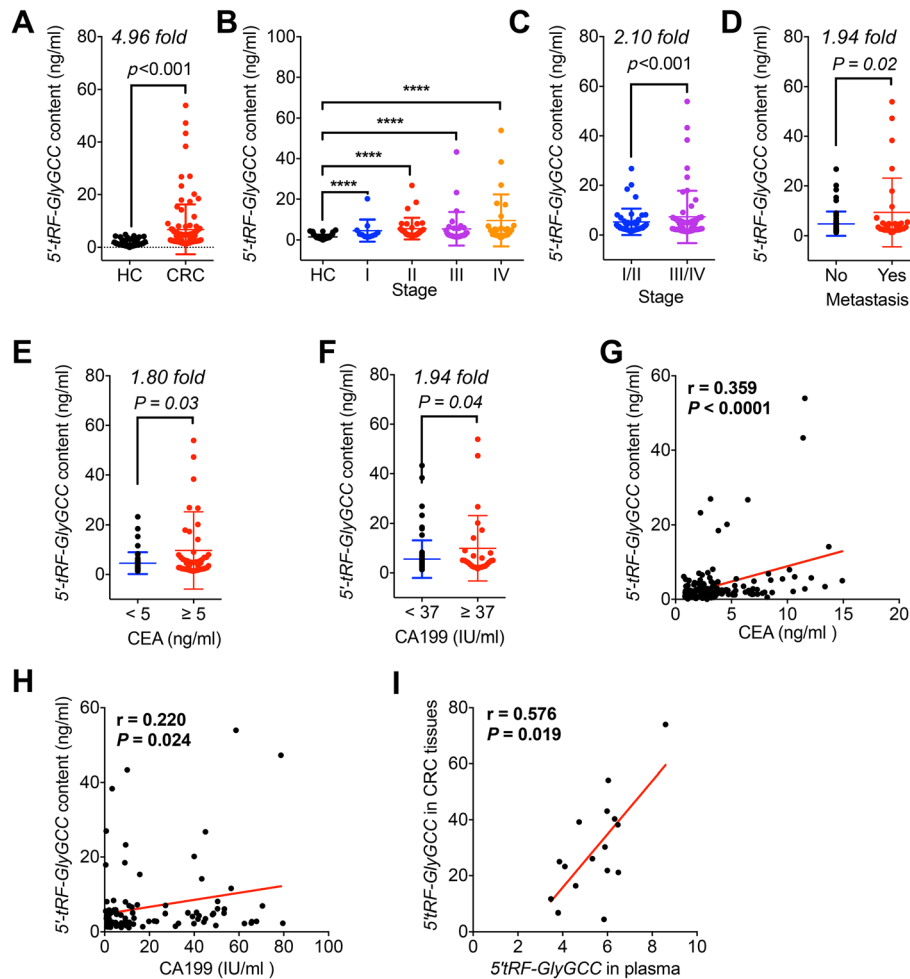 A
5'-tRF-GlyGCC content (ng/ml)
4.96 fold
p<0.001
80
60
40
20
0
HC CRC
B
5'-tRF-GlyGCC content (ng/ml)
100
80
60
40
20
0
****
****
****
****
HC I II III IV
Stage
C
5'-tRF-GlyGCC content (ng/ml)
2.10 fold
p<0.001
80
60
40
20
0
I/II III/IV
Stage
D
5'-tRF-GlyGCC content (ng/ml)
1.94 fold
P = 0.02
80
60
40
20
0
No Yes
Metastasis
E
5'-tRF-GlyGCC content (ng/ml)
1.80 fold
P = 0.03
80
60
40
20
0
< 5 ≥ 5
CEA (ng/ml)
F
5'-tRF-GlyGCC content (ng/ml)
1.94 fold
P = 0.04
80
60
40
20
0
< 37 ≥ 37
CA199 (IU/ml)
G
5'-tRF-GlyGCC content (ng/ml)
r = 0.359
P < 0.0001
60
40
20
0
0 5 10 15 20
CEA (ng/ml )
H
5'-tRF-GlyGCC content (ng/ml)
r = 0.220
P = 0.024
60
40
20
0
0 20 40 60 80 100
CA199 (IU/ml )
I
5'tRF-GlyGCC in CRC tissues
r = 0.576
P = 0.019
80
60
40
20
0
0 2 4 6 8 10
5'tRF-GlyGCC in plasma